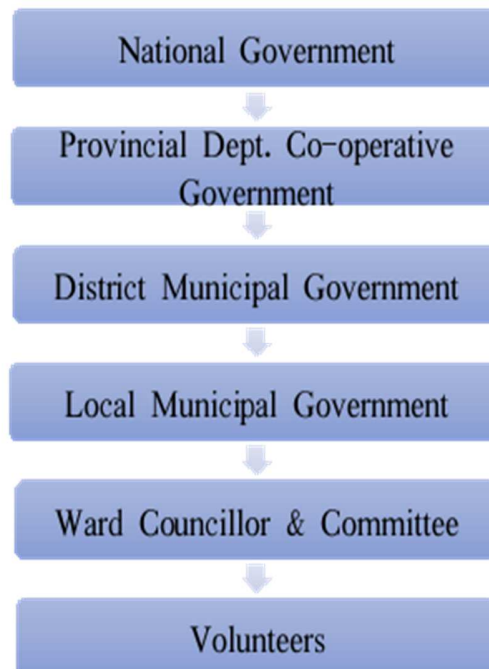 National Government
Provincial Dept. Co-operative
Government
District Municipal Government
Local Municipal Government
Ward Councillor & Committee
Volunteers